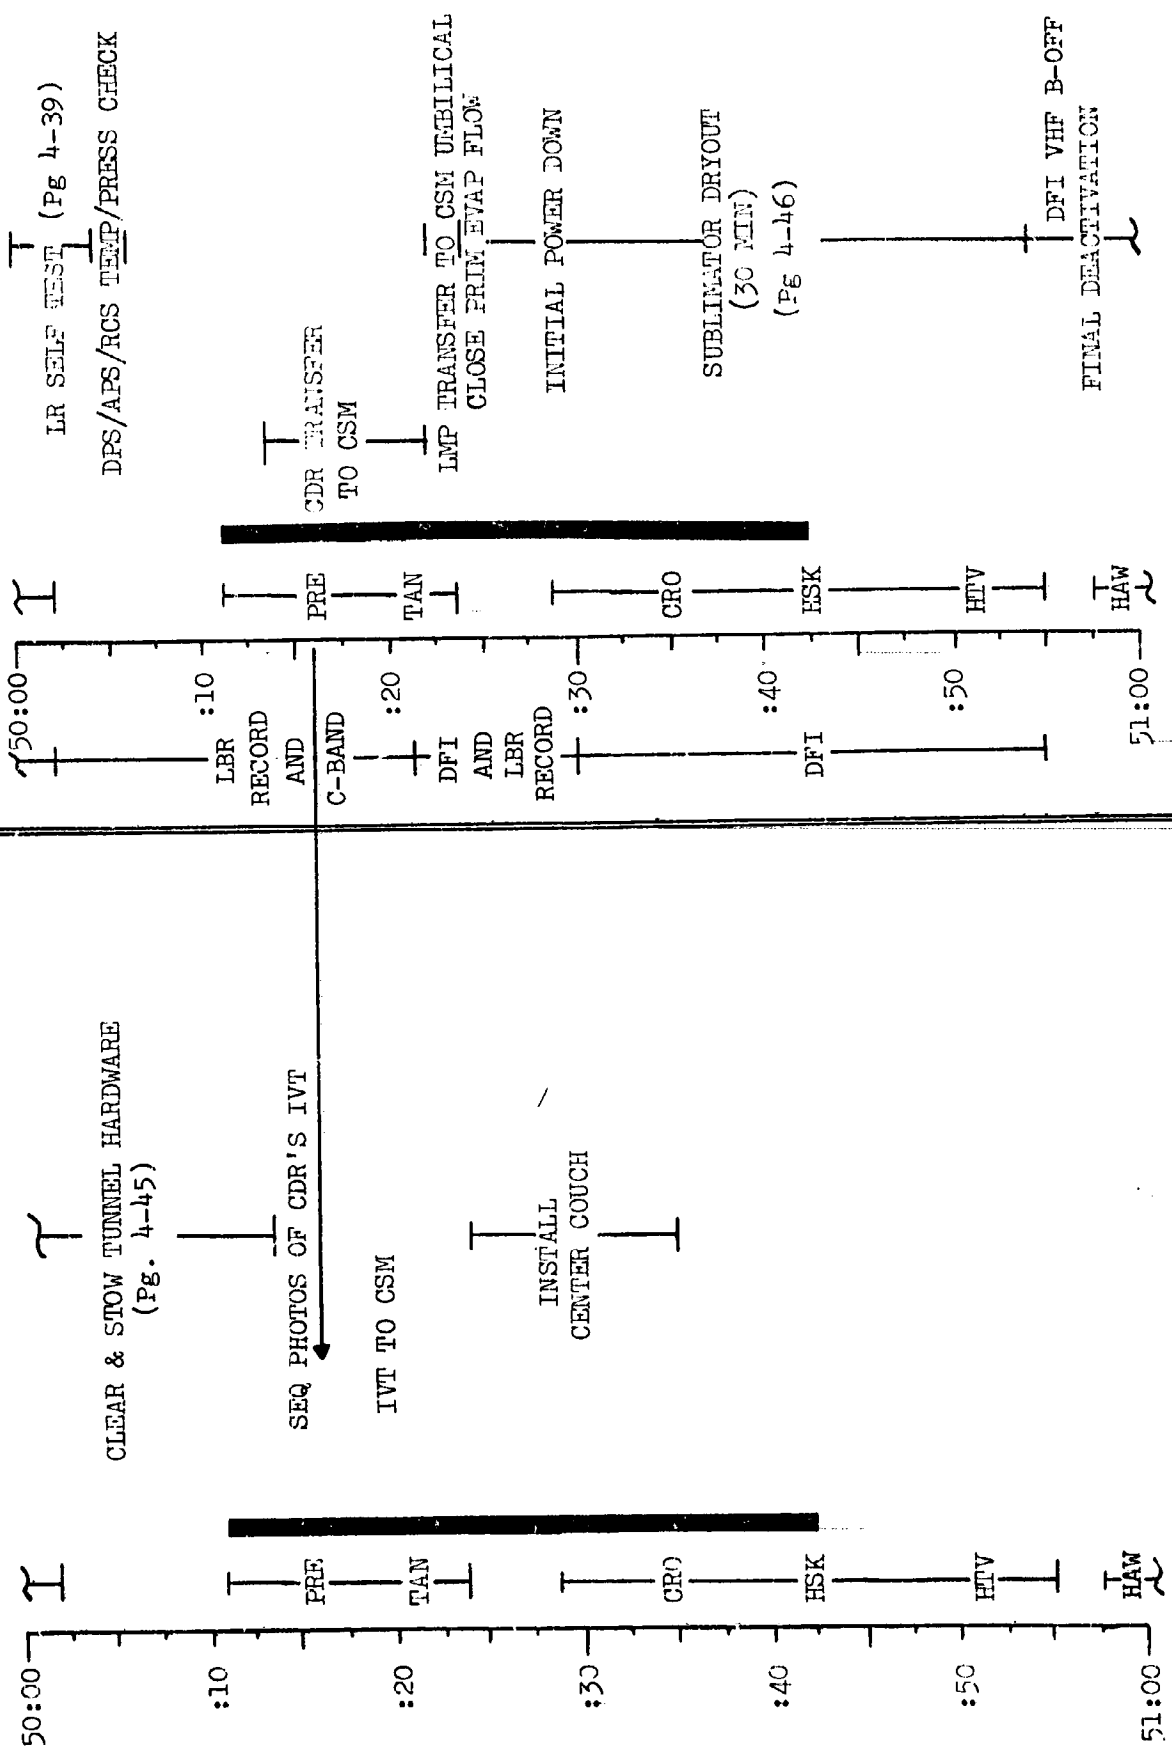 50:00
:10
:20
:30
:40
:50
51:00
PRE
TAN
CRO
HSK
HTV
HAW
CLEAR & STOW TUNNEL HARDWARE
(Pg. 4-45)
SEQ PHOTOS OF CDR'S IVT
IVT TO CSM
INSTALL
CENTER COUCH
LBR
RECORD
AND
C-BAND
DFI
AND
LBR
RECORD
DFI
50:00
:10
:20
:30
:40
:50
51:00
PRE
TAN
CRO
HSK
HTV
HAW
LR SELF TEST (Pg 4-39)
DPS/APS/RCS TEMP/PRESS CHECK
CDR TRANSFER
TO CSM
LMP TRANSFER TO CSM UMBILICAL
CLOSE PRIM EVAP FLOW
INITIAL POWER DOWN
SUBLIMATOR DRYOUT
(30 MIN)
(Pg 4-46)
DFI VHF B-OFF
FINAL DEACTIVATION